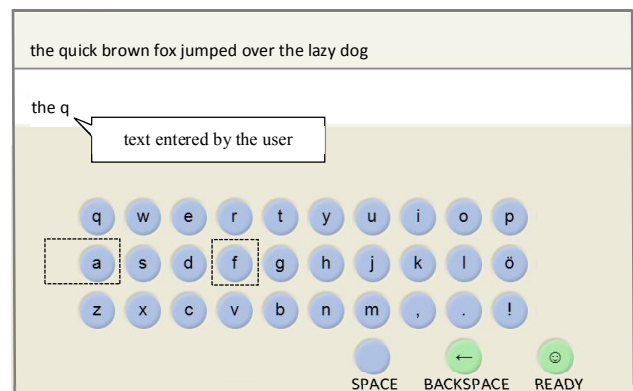 the quick brown fox jumped over the lazy dog
the q
text entered by the user
q w e r t y u i o p
a s d f g h j k l ö
z x c v b n m , . !
← ☺
SPACE BACKSPACE READY